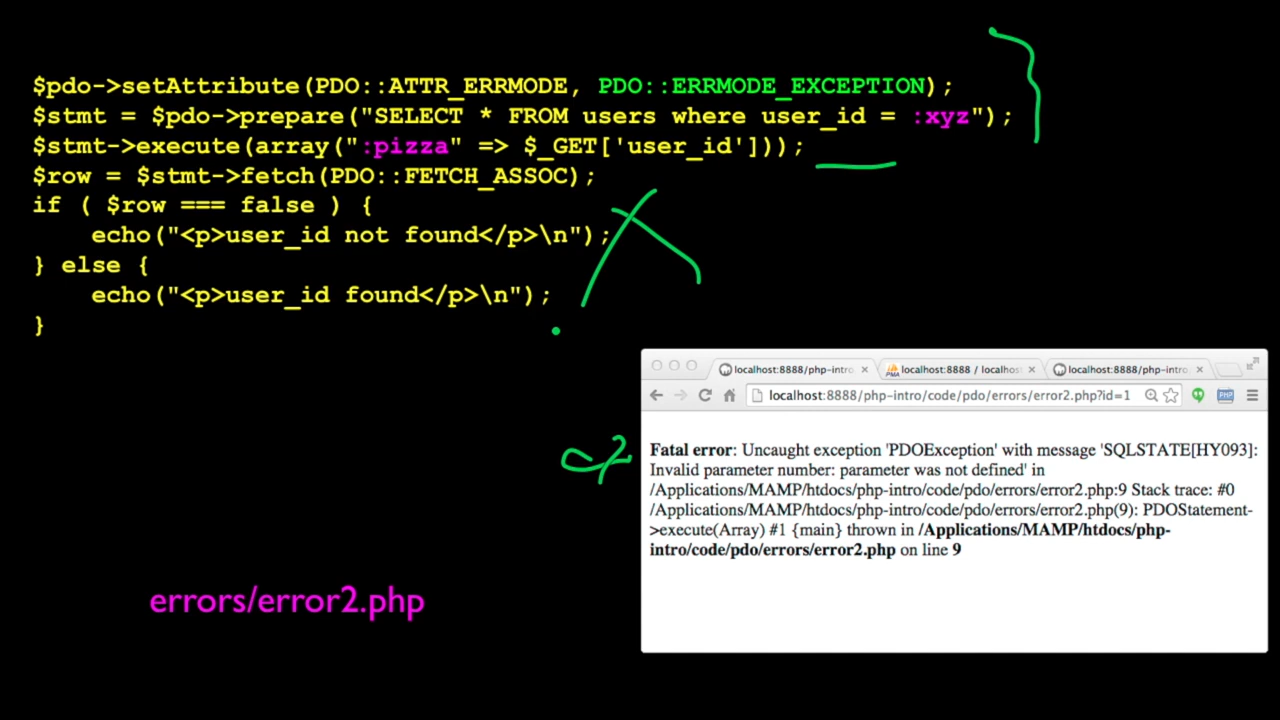 $pdo->setAttribute(PDO::ATTR_ERRMODE, PDO::ERRMODE_EXCEPTION);
$stmt = $pdo->prepare("SELECT * FROM users where user_id = :xyz");
$stmt->execute(array(":pizza" => $_GET['user_id']));
$row = $stmt->fetch(PDO::FETCH_ASSOC);
if ( $row === false ) {
    echo("<p>user_id not found</p>\n");
} else {
    echo("<p>user_id found</p>\n");
}
localhost:8888/php-intro localhost:8888 / localhost localhost:8888/php-intro
localhost:8888/php-intro/code/pdo/errors/error2.php?id=1 PHP
Fatal error: Uncaught exception 'PDOException' with message 'SQLSTATE[HY093]:
Invalid parameter number: parameter was not defined' in
/Applications/MAMP/htdocs/php-intro/code/pdo/errors/error2.php:9 Stack trace: #0
/Applications/MAMP/htdocs/php-intro/code/pdo/errors/error2.php(9): PDOStatement-
>execute(Array) #1 {main} thrown in /Applications/MAMP/htdocs/php-
intro/code/pdo/errors/error2.php on line 9
errors/error2.php